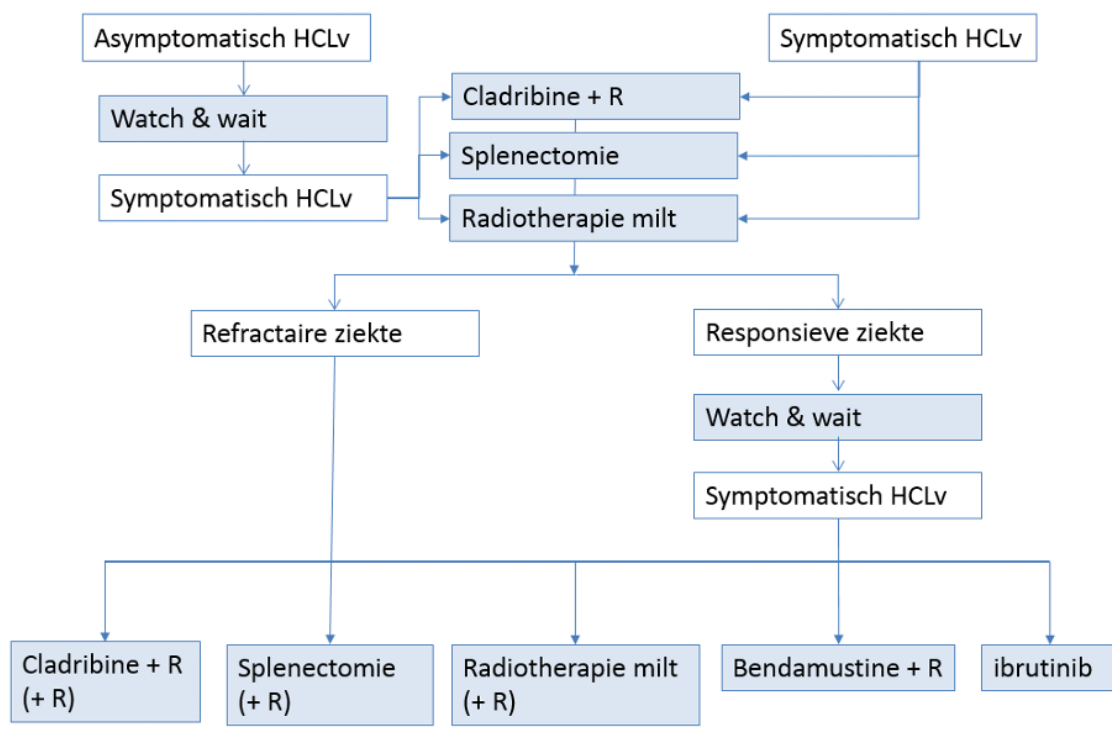 Asymptomatisch HCLv
Symptomatisch HCLv
Cladribine + R
Watch & wait
Splenectomie
Symptomatisch HCLv
Radiotherapie milt
Refractaire ziekte
Responsieve ziekte
Watch & wait
Symptomatisch HCLv
Cladribine + R
(+ R)
Splenectomie
(+ R)
Radiotherapie milt
(+ R)
Bendamustine + R
ibrutinib